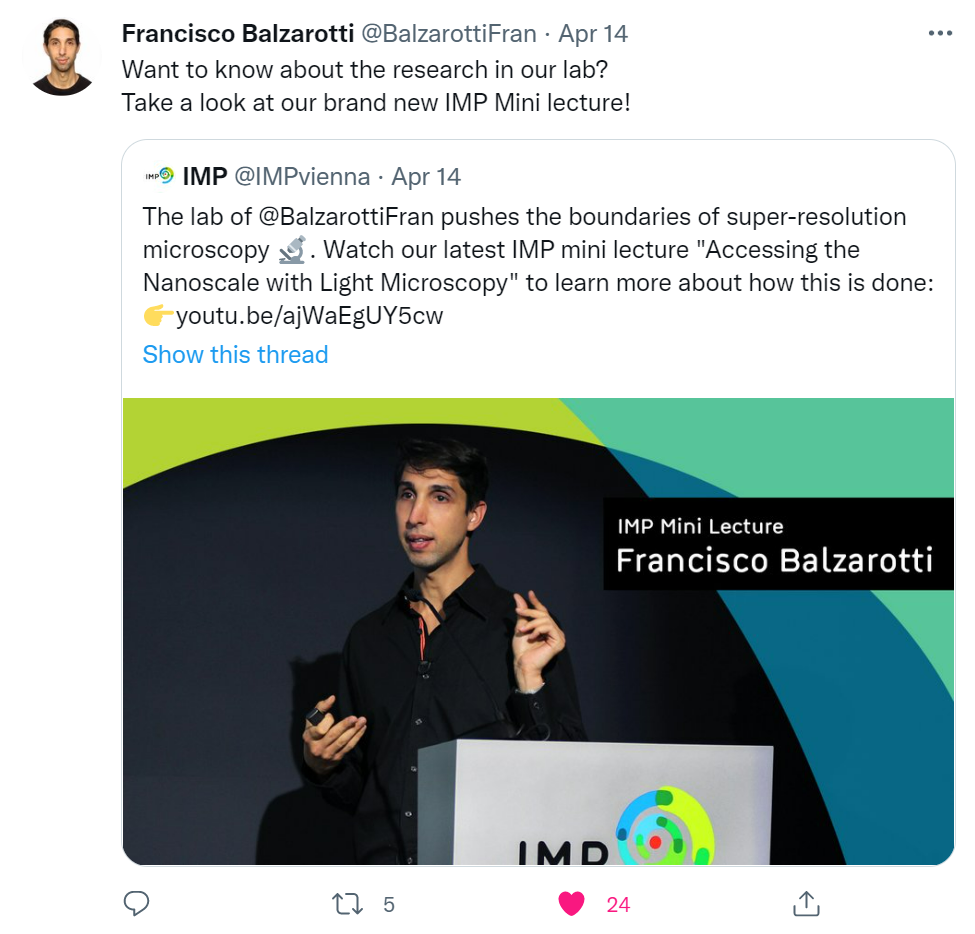 Francisco Balzarotti @BalzarottiFran · Apr 14
Want to know about the research in our lab?
Take a look at our brand new IMP Mini lecture!
IMP IMP @IMPvienna · Apr 14
The lab of @BalzarottiFran pushes the boundaries of super-resolution
microscopy 🔬. Watch our latest IMP mini lecture "Accessing the
Nanoscale with Light Microscopy" to learn more about how this is done:
👉youtu.be/ajWaEgUY5cw
Show this thread
IMP Mini Lecture
Francisco Balzarotti
IMP
5 24